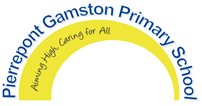 Pierrepont Gamston Primary School
Aiming High, Caring for All